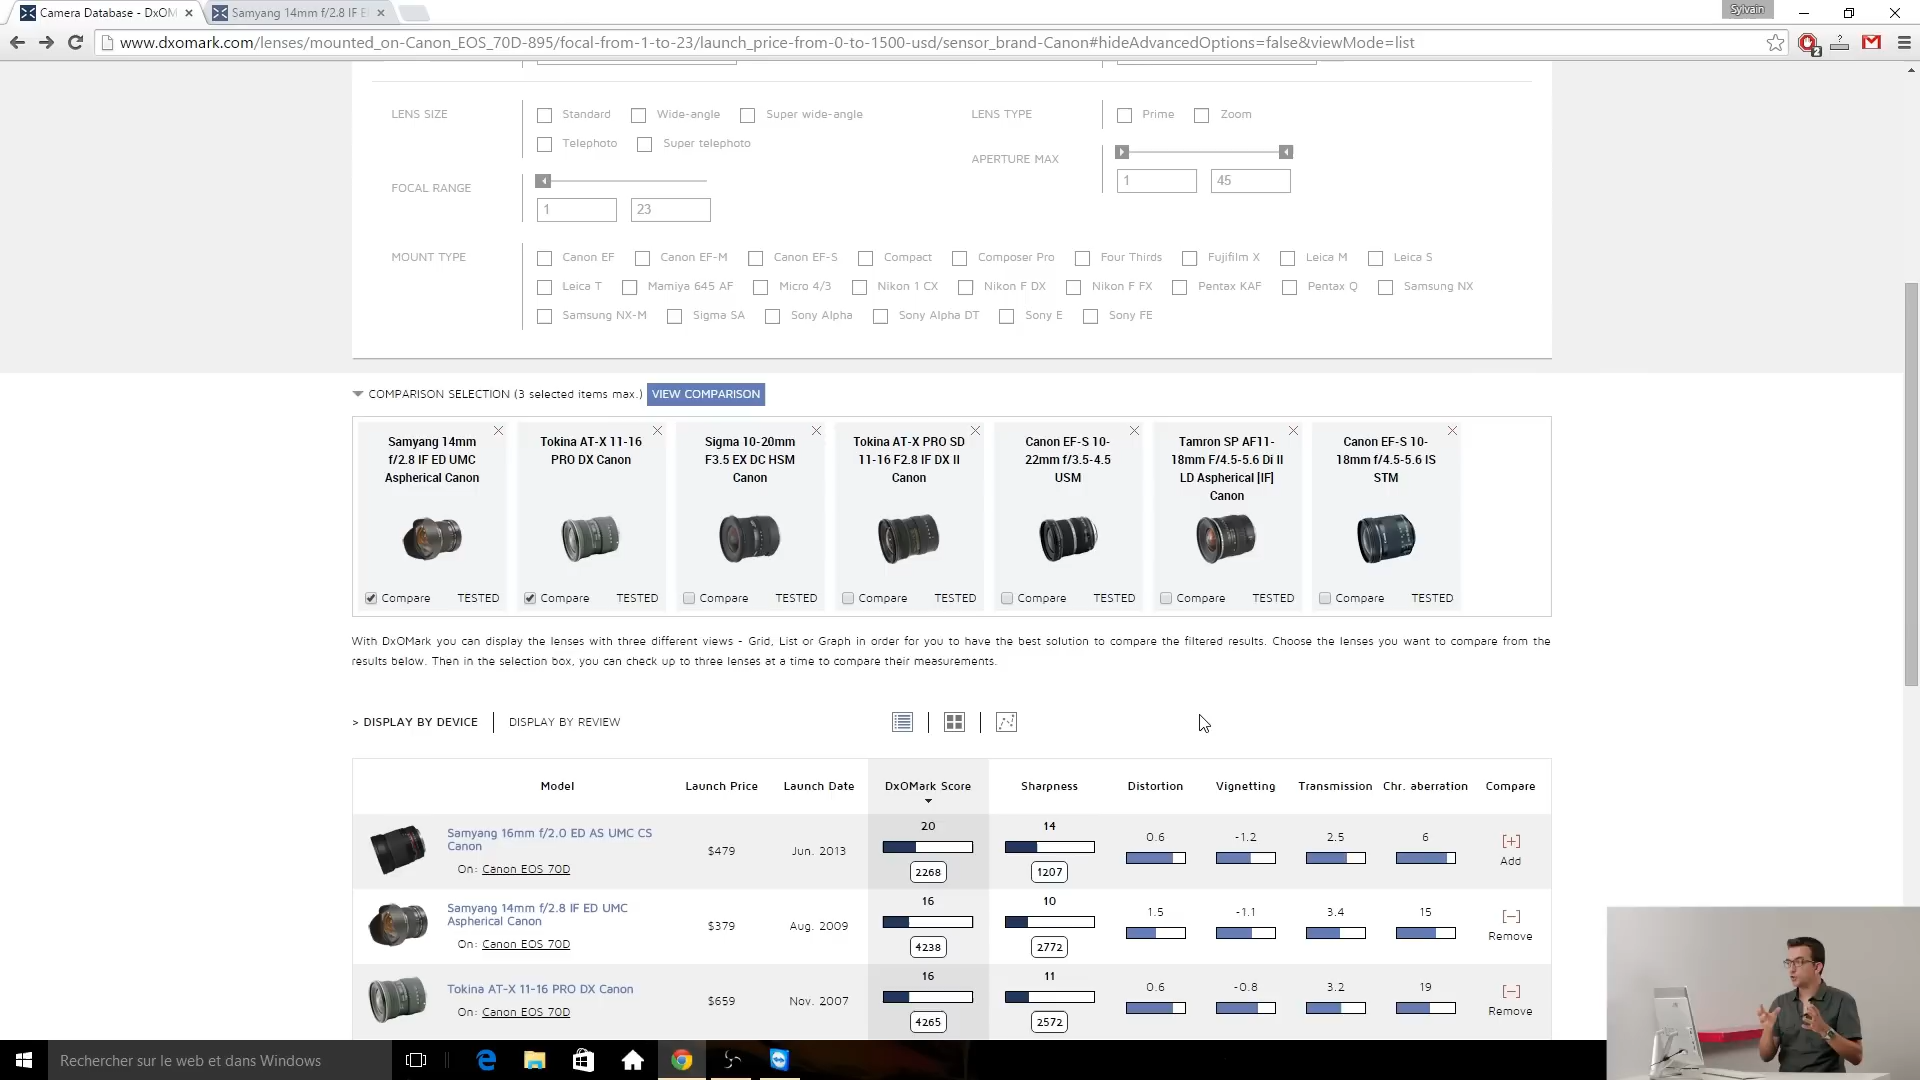 Camera Database - DxOM
Samyang 14mm f/2.8 IF E
Sylvain
www.dxomark.com/lenses/mounted_on-Canon_EOS_70D-895/focal-from-1-to-23/launch_price-from-0-to-1500-usd/sensor_brand-Canon#hideAdvancedOptions=false&viewMode=list
2
?
LENS SIZE
Standard Wide-angle Super wide-angle
Telephoto Super telephoto
LENS TYPE
Prime Zoom
APERTURE MAX
1 45
FOCAL RANGE
1 23
MOUNT TYPE
Canon EF Canon EF-M Canon EF-S Compact Composer Pro Four Thirds Fujifilm X Leica M Leica S
Leica T Mamiya 645 AF Micro 4/3 Nikon 1 CX Nikon F DX Nikon F FX Pentax KAF Pentax Q Samsung NX
Samsung NX-M Sigma SA Sony Alpha Sony Alpha DT Sony E Sony FE
COMPARISON SELECTION (3 selected items max.) VIEW COMPARISON
Samyang 14mm
f/2.8 IF ED UMC
Aspherical Canon
Compare TESTED
Tokina AT-X 11-16
PRO DX Canon
Compare TESTED
Sigma 10-20mm
F3.5 EX DC HSM
Canon
Compare TESTED
Tokina AT-X PRO SD
11-16 F2.8 IF DX II
Canon
Compare TESTED
Canon EF-S 10-
22mm f/3.5-4.5
USM
Compare TESTED
Tamron SP AF11-
18mm F/4.5-5.6 Di II
LD Aspherical [IF]
Canon
Compare TESTED
Canon EF-S 10-
18mm f/4.5-5.6 IS
STM
Compare TESTED
With DxOMark you can display the lenses with three different views - Grid, List or Graph in order for you to have the best solution to compare the filtered results. Choose the lenses you want to compare from the
results below. Then in the selection box, you can check up to three lenses at a time to compare their measurements.
> DISPLAY BY DEVICE DISPLAY BY REVIEW
Model Launch Price Launch Date DxOMark Score Sharpness Distortion Vignetting Transmission Chr. aberration Compare
Samyang 16mm f/2.0 ED AS UMC CS
Canon
On: Canon EOS 70D
$479 Jun. 2013 20 2268 14 1207 0.6 -1.2 2.5 6 [+] Add
Samyang 14mm f/2.8 IF ED UMC
Aspherical Canon
On: Canon EOS 70D
$379 Aug. 2009 16 4238 10 2772 1.5 -1.1 3.4 15 [–] Remove
Tokina AT-X 11-16 PRO DX Canon
On: Canon EOS 70D
$659 Nov. 2007 16 4265 11 2572 0.6 -0.8 3.2 19 [–] Remove
Rechercher sur le web et dans Windows